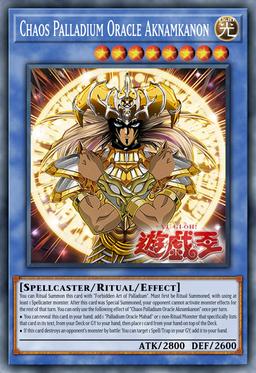 CHAOS PALLADIUM ORACLE AKNAMKANON
LIGHT
光
YU-GI-OH!
遊戯王
[SPELLCASTER/RITUAL/EFFECT]
You can Ritual Summon this card with "Forbidden Art of Palladium". Must first be Ritual Summoned, with using at
least 1 Spellcaster monster. After this card was Special Summoned, your opponent cannot activate monster effects for
the rest of that turn. You can only use the following effect of "Chaos Palladium Oracle Aknamkanon" once per turn.
● You can reveal this card in your hand; add 1 "Palladium Oracle Mahad" or 1 non-Ritual Monster that specifically lists
that card in its text, from your Deck or GY to your hand, then place 1 card from your hand on top of the Deck.
● If this card destroys an opponent's monster by battle: You can target 1 Spell/Trap in your GY; add it to your hand.
ATK/2800 DEF/2600